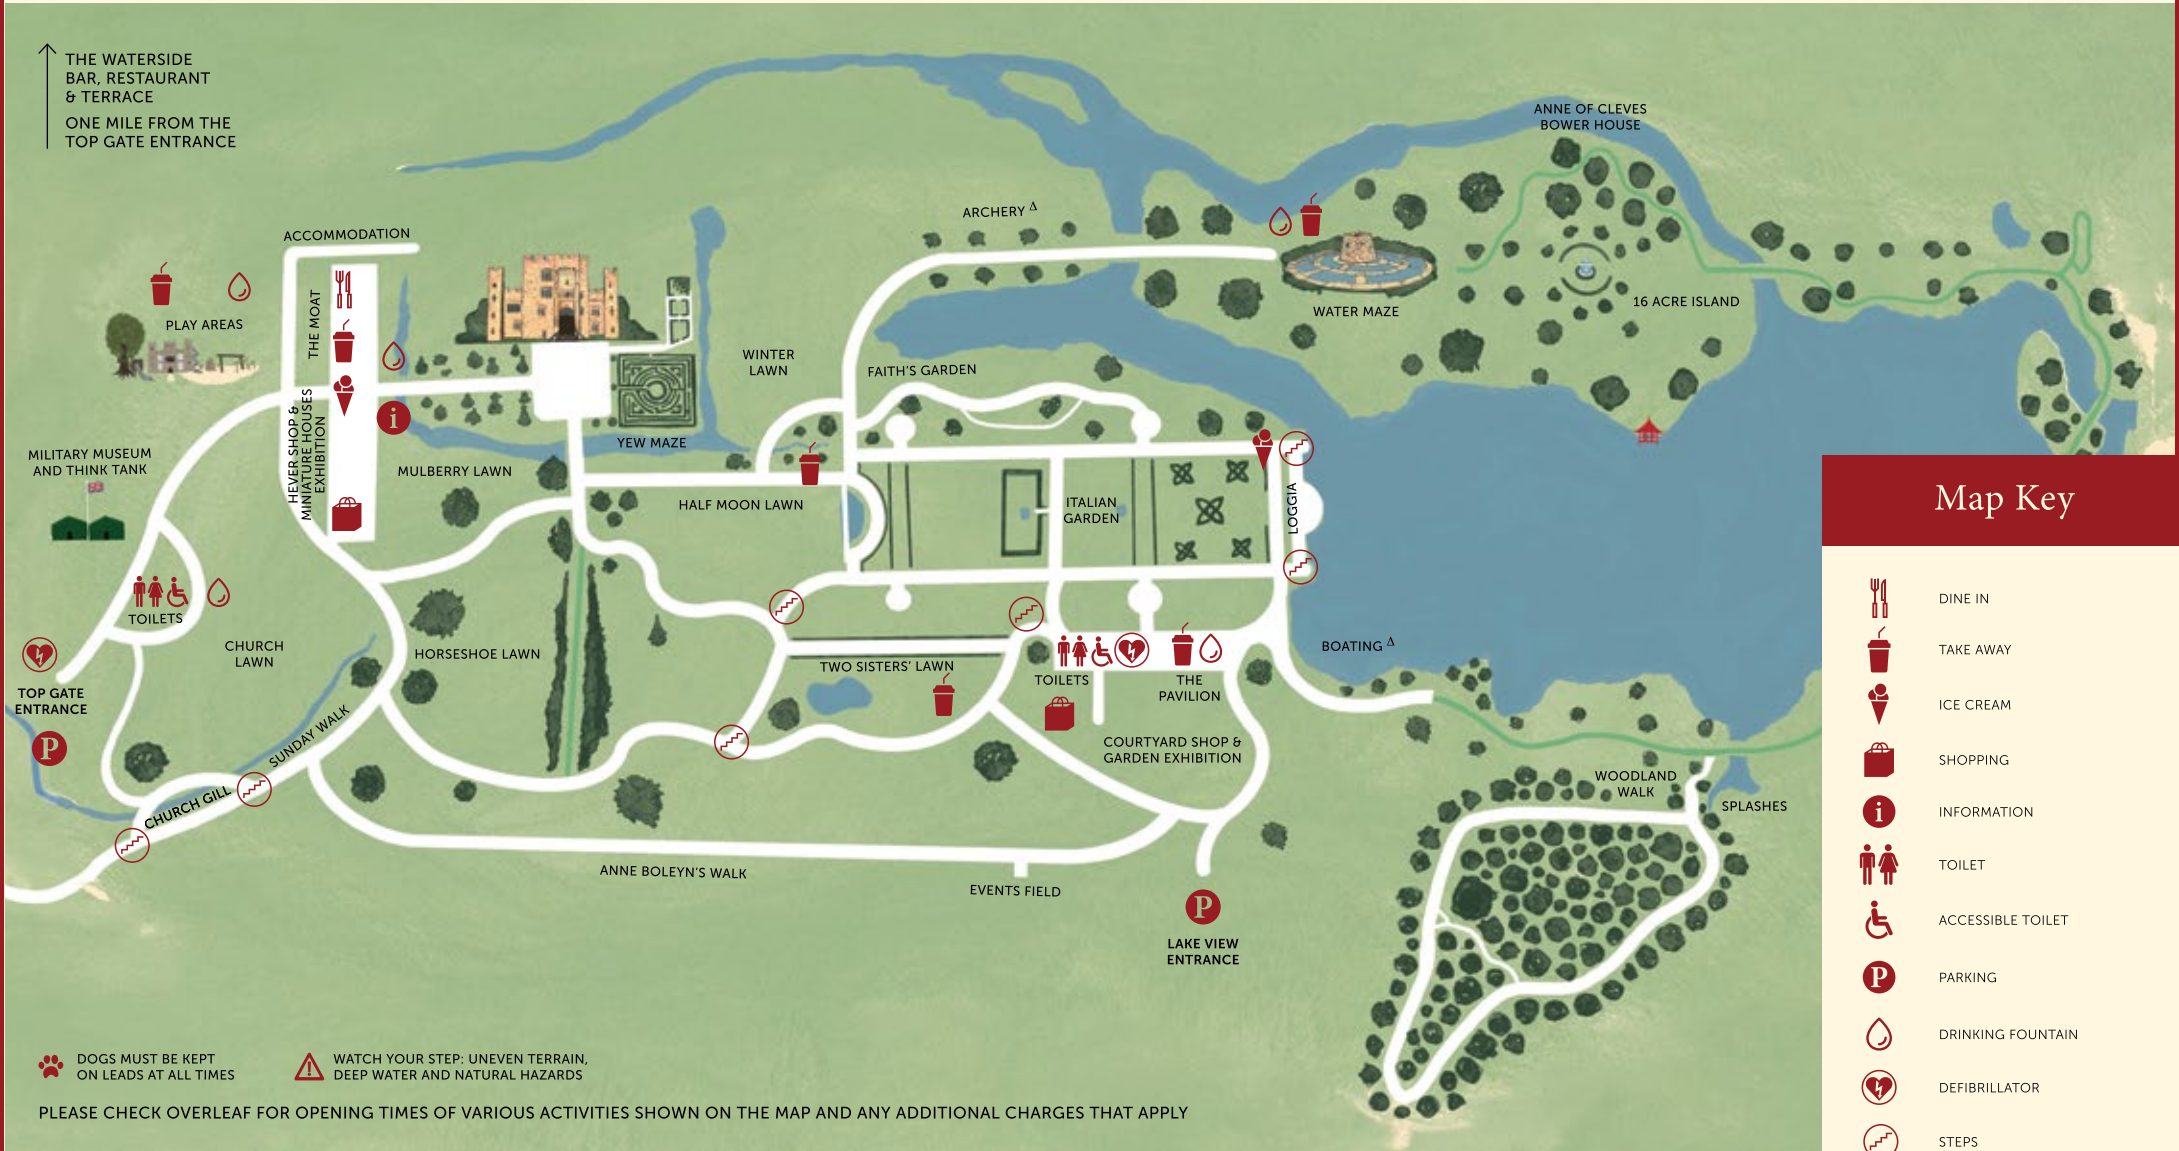 THE WATERSIDE
BAR, RESTAURANT
& TERRACE
ONE MILE FROM THE
TOP GATE ENTRANCE
ANNE OF CLEVES
BOWER HOUSE
ARCHERY Δ
ACCOMMODATION
PLAY AREAS
THE MOAT
16 ACRE ISLAND
WATER MAZE
WINTER
LAWN
FAITH'S GARDEN
HEVER SHOP &
MINIATURE HOUSES
EXHIBITION
i
YEW MAZE
MILITARY MUSEUM
AND THINK TANK
MULBERRY LAWN
HALF MOON LAWN
ITALIAN
GARDEN
LOGGIA
TOILETS
CHURCH
LAWN
HORSESHOE LAWN
TWO SISTERS' LAWN
TOILETS
THE
PAVILION
BOATING Δ
TOP GATE
ENTRANCE
P
SUNDAY WALK
CHURCH GILL
COURTYARD SHOP &
GARDEN EXHIBITION
WOODLAND
WALK
SPLASHES
ANNE BOLEYN'S WALK
EVENTS FIELD
P
LAKE VIEW
ENTRANCE
Map Key
DINE IN
TAKE AWAY
ICE CREAM
SHOPPING
i INFORMATION
TOILET
ACCESSIBLE TOILET
P PARKING
DRINKING FOUNTAIN
DEFIBRILLATOR
STEPS
DOGS MUST BE KEPT
ON LEADS AT ALL TIMES
WATCH YOUR STEP: UNEVEN TERRAIN,
DEEP WATER AND NATURAL HAZARDS
PLEASE CHECK OVERLEAF FOR OPENING TIMES OF VARIOUS ACTIVITIES SHOWN ON THE MAP AND ANY ADDITIONAL CHARGES THAT APPLY